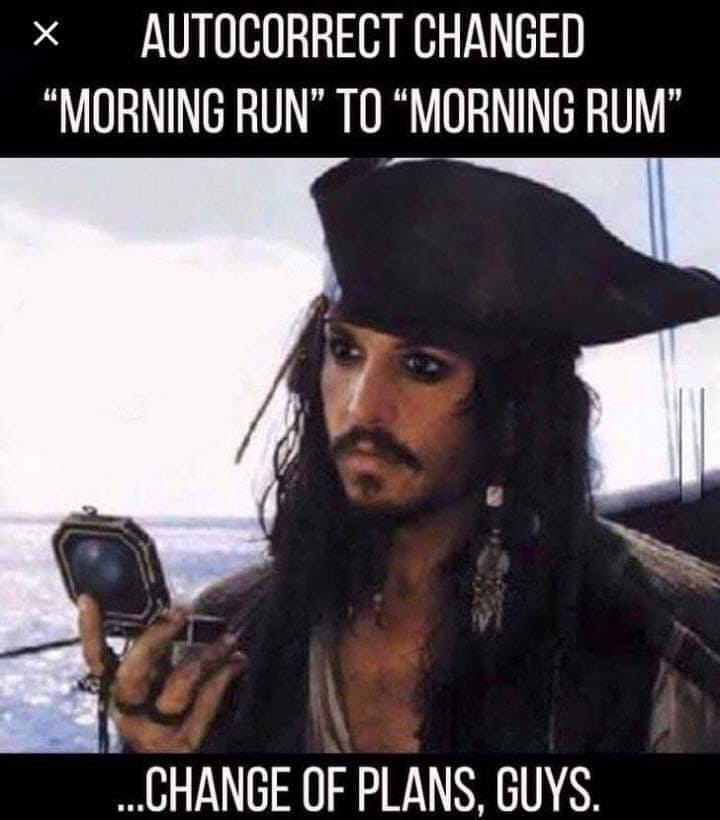 AUTOCORRECT CHANGED
“MORNING RUN” TO “MORNING RUM”
...CHANGE OF PLANS, GUYS.